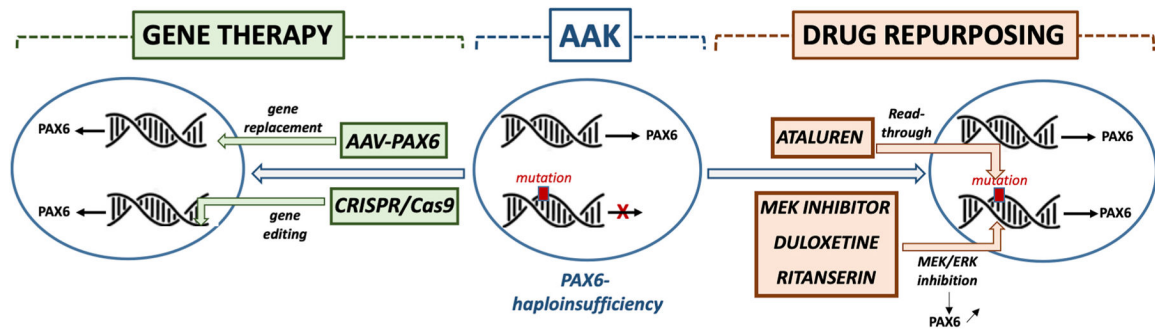 GENE THERAPY
AAK
DRUG REPURPOSING
PAX6
gene
replacement
AAV-PAX6
PAX6
gene
editing
CRISPR/Cas9
PAX6
mutation
X
PAX6-
haploinsufficiency
ATALUREN
Read-
through
PAX6
mutation
PAX6
MEK INHIBITOR
DULOXETINE
RITANSERIN
MEK/ERK
inhibition
PAX6